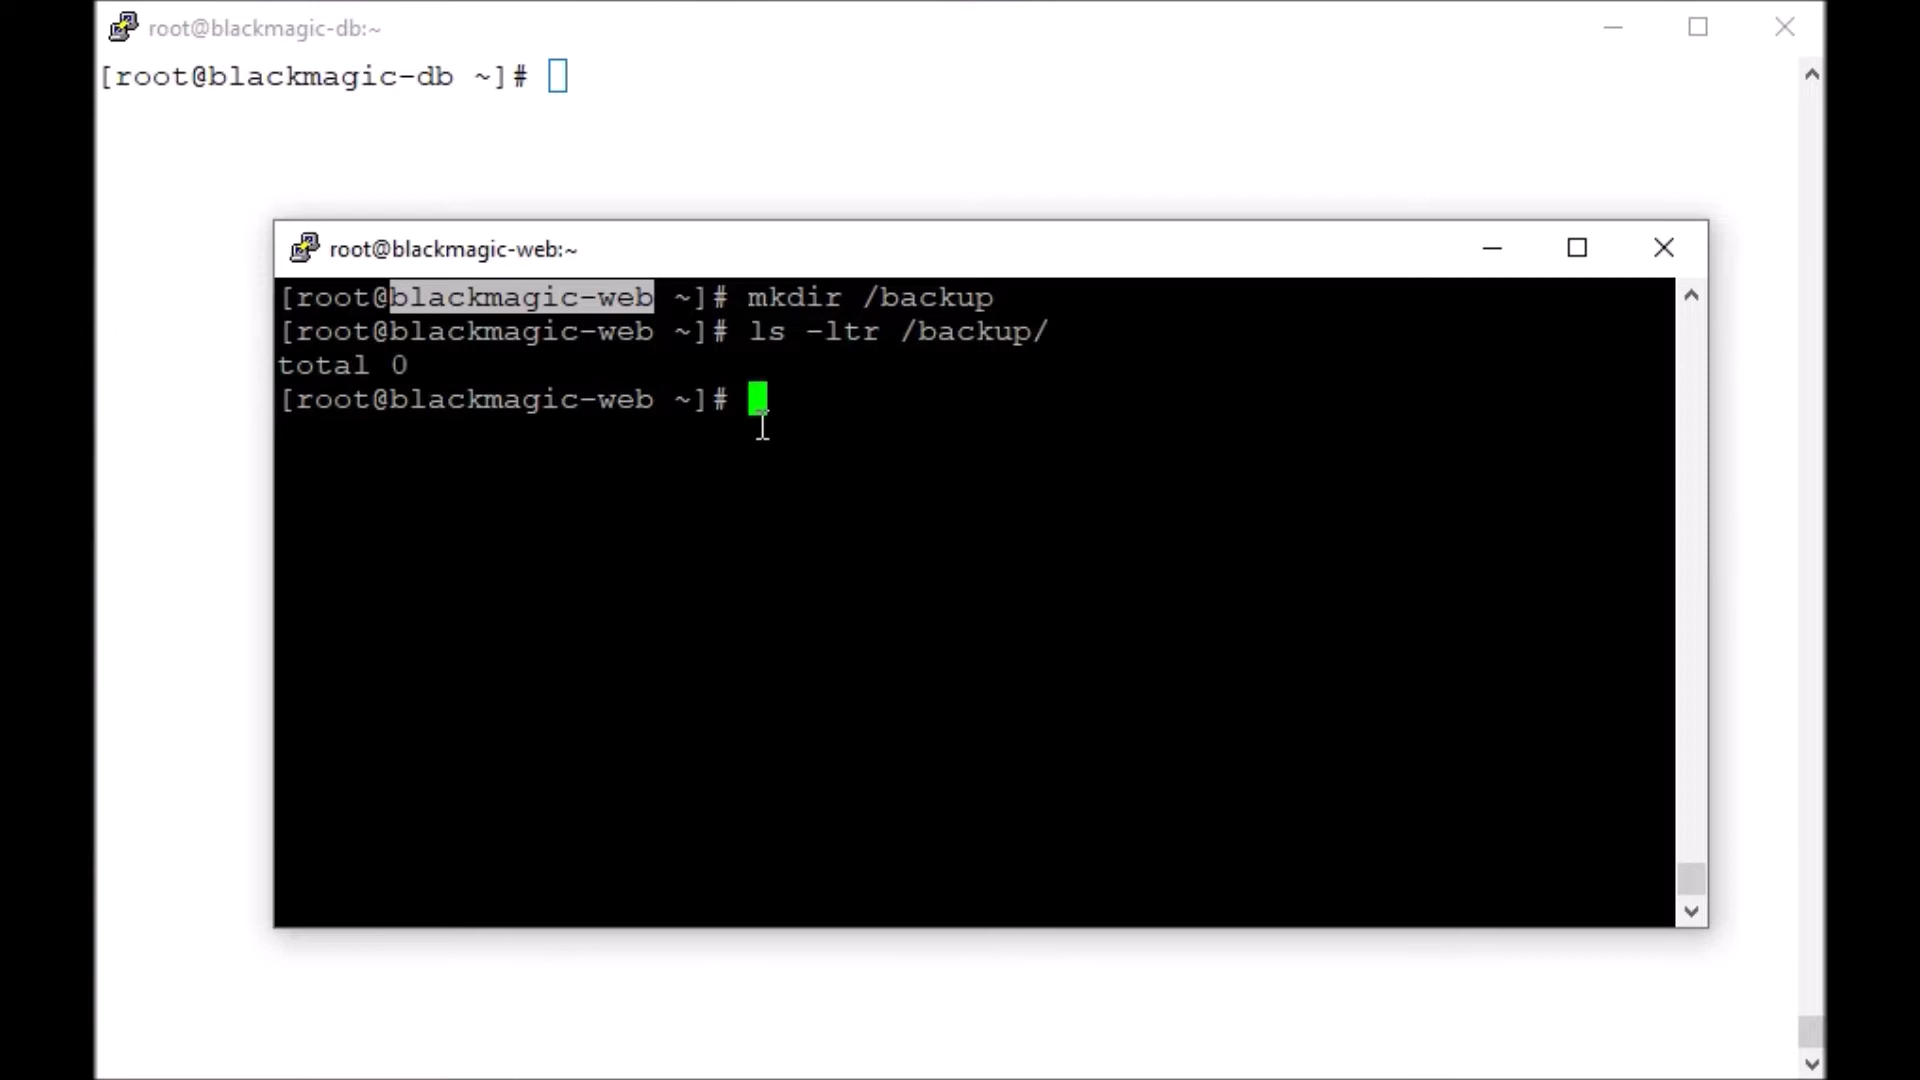 root@blackmagic-db:~
[root@blackmagic-db ~]#
root@blackmagic-web:~
[root@blackmagic-web ~]# mkdir /backup
[root@blackmagic-web ~]# ls -ltr /backup/
total 0
[root@blackmagic-web ~]#